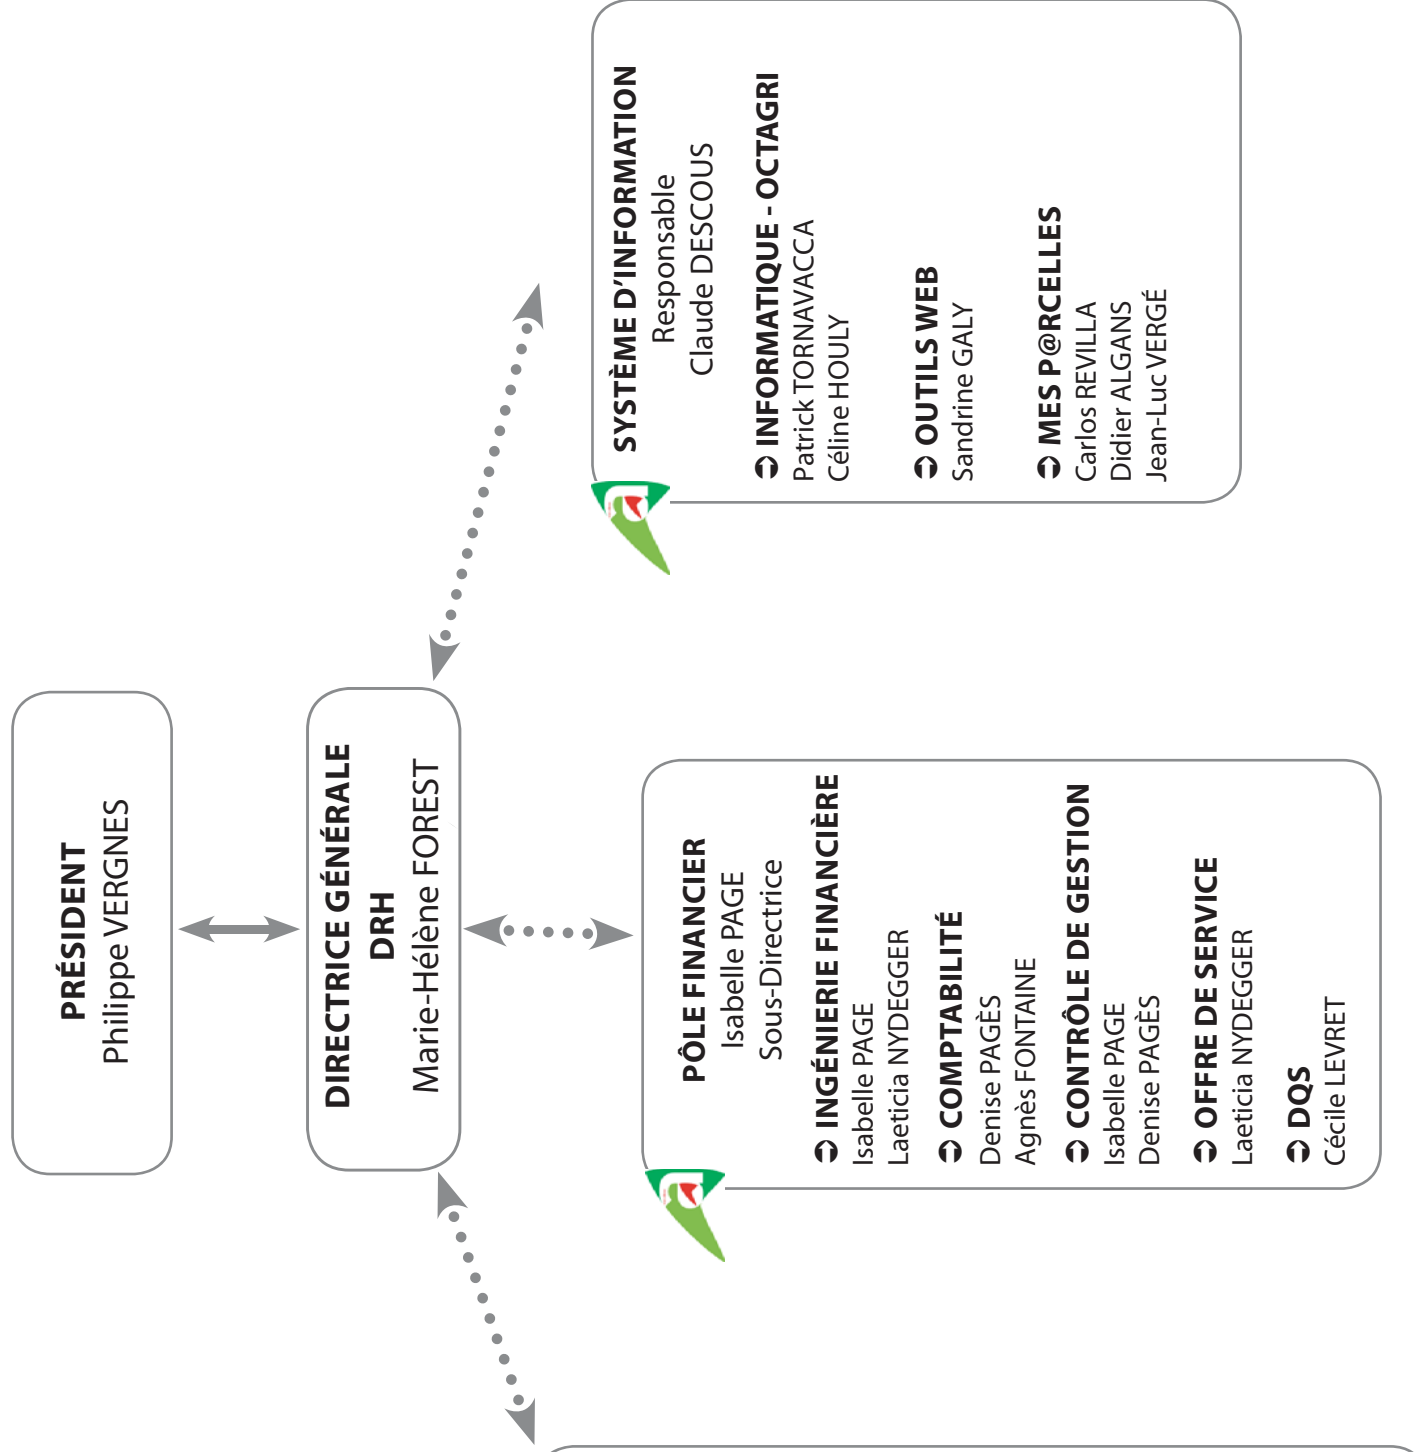 PRÉSIDENT
Philippe VERGNES
DIRECTRICE GÉNÉRALE
DRH
Marie-Hélène FOREST
PÔLE FINANCIER
Isabelle PAGE
Sous-Directrice
➲ INGÉNIERIE FINANCIÈRE
Isabelle PAGE
Laeticia NYDEGGER
➲ COMPTABILITÉ
Denise PAGÈS
Agnès FONTAINE
➲ CONTRÔLE DE GESTION
Isabelle PAGE
Denise PAGÈS
➲ OFFRE DE SERVICE
Laeticia NYDEGGER
➲ DQS
Cécile LEVRET
SYSTÈME D'INFORMATION
Responsable
Claude DESCOUS
➲ INFORMATIQUE - OCTAGRI
Patrick TORNAVACCA
Céline HOULY
➲ OUTILS WEB
Sandrine GALY
➲ MES P@RCELLES
Carlos REVILLA
Didier ALGANS
Jean-Luc VERGÉ